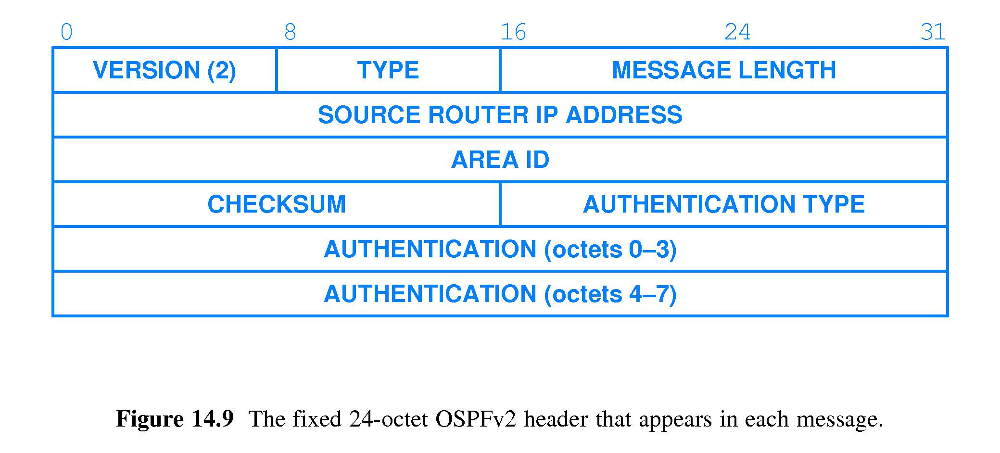 0 8 16 24 31
VERSION (2) TYPE MESSAGE LENGTH
SOURCE ROUTER IP ADDRESS
AREA ID
CHECKSUM AUTHENTICATION TYPE
AUTHENTICATION (octets 0–3)
AUTHENTICATION (octets 4–7)
Figure 14.9 The fixed 24-octet OSPFv2 header that appears in each message.